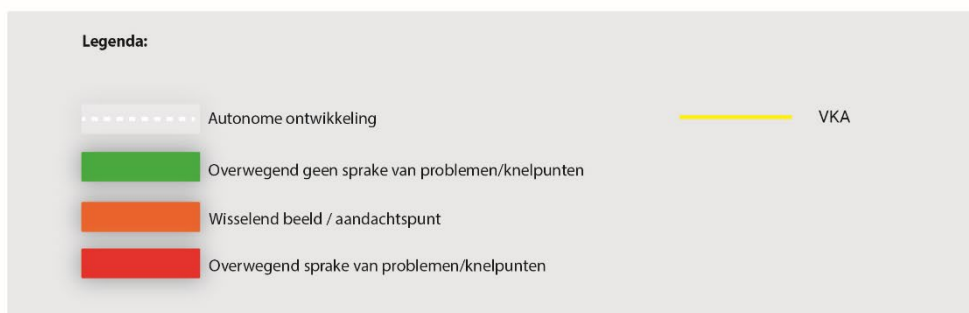 Legenda:
Autonome ontwikkeling
VKA
Overwegend geen sprake van problemen/knelpunten
Wisselend beeld / aandachtspunt
Overwegend sprake van problemen/knelpunten